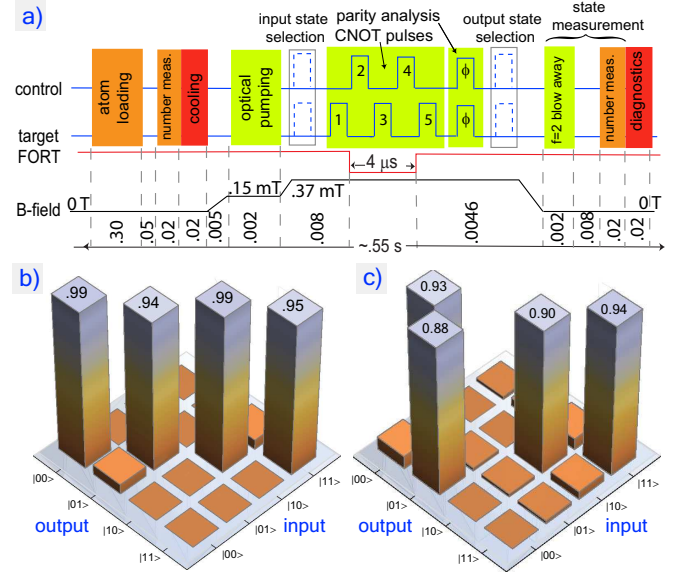 a)
input state
selection
parity analysis
CNOT pulses
output state
selection
state
measurement
control
target
atom
loading
number meas.
cooling
optical
pumping
1
2
3
4
5
ϕ
ϕ
f=2 blow away
number meas.
diagnostics
FORT
4 μs
B-field
0 T
.15 mT
.37 mT
0 T
.30
.05
.02
.02
.005
.002
.008
.0046
.002
.008
.02
.02
~.55 s
b)
.99
.94
.99
.95
|00>
|01>
|10>
|11>
output
|00>
|01>
|10>
|11>
input
c)
0.93
0.88
0.90
0.94
|00>
|01>
|10>
|11>
output
|00>
|01>
|10>
|11>
input